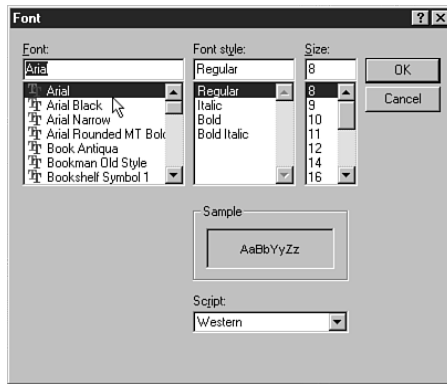 Font
Font: Font style: Size:
Arial Regular 8 OK
Arial Regular 8 Cancel
Arial Black Italic 9
Arial Narrow Bold 10
Arial Rounded MT Bold Bold Italic 11
Book Antiqua 12
Bookman Old Style 14
Bookshelf Symbol 1 16
Sample
AaBbYyZz
Script:
Western